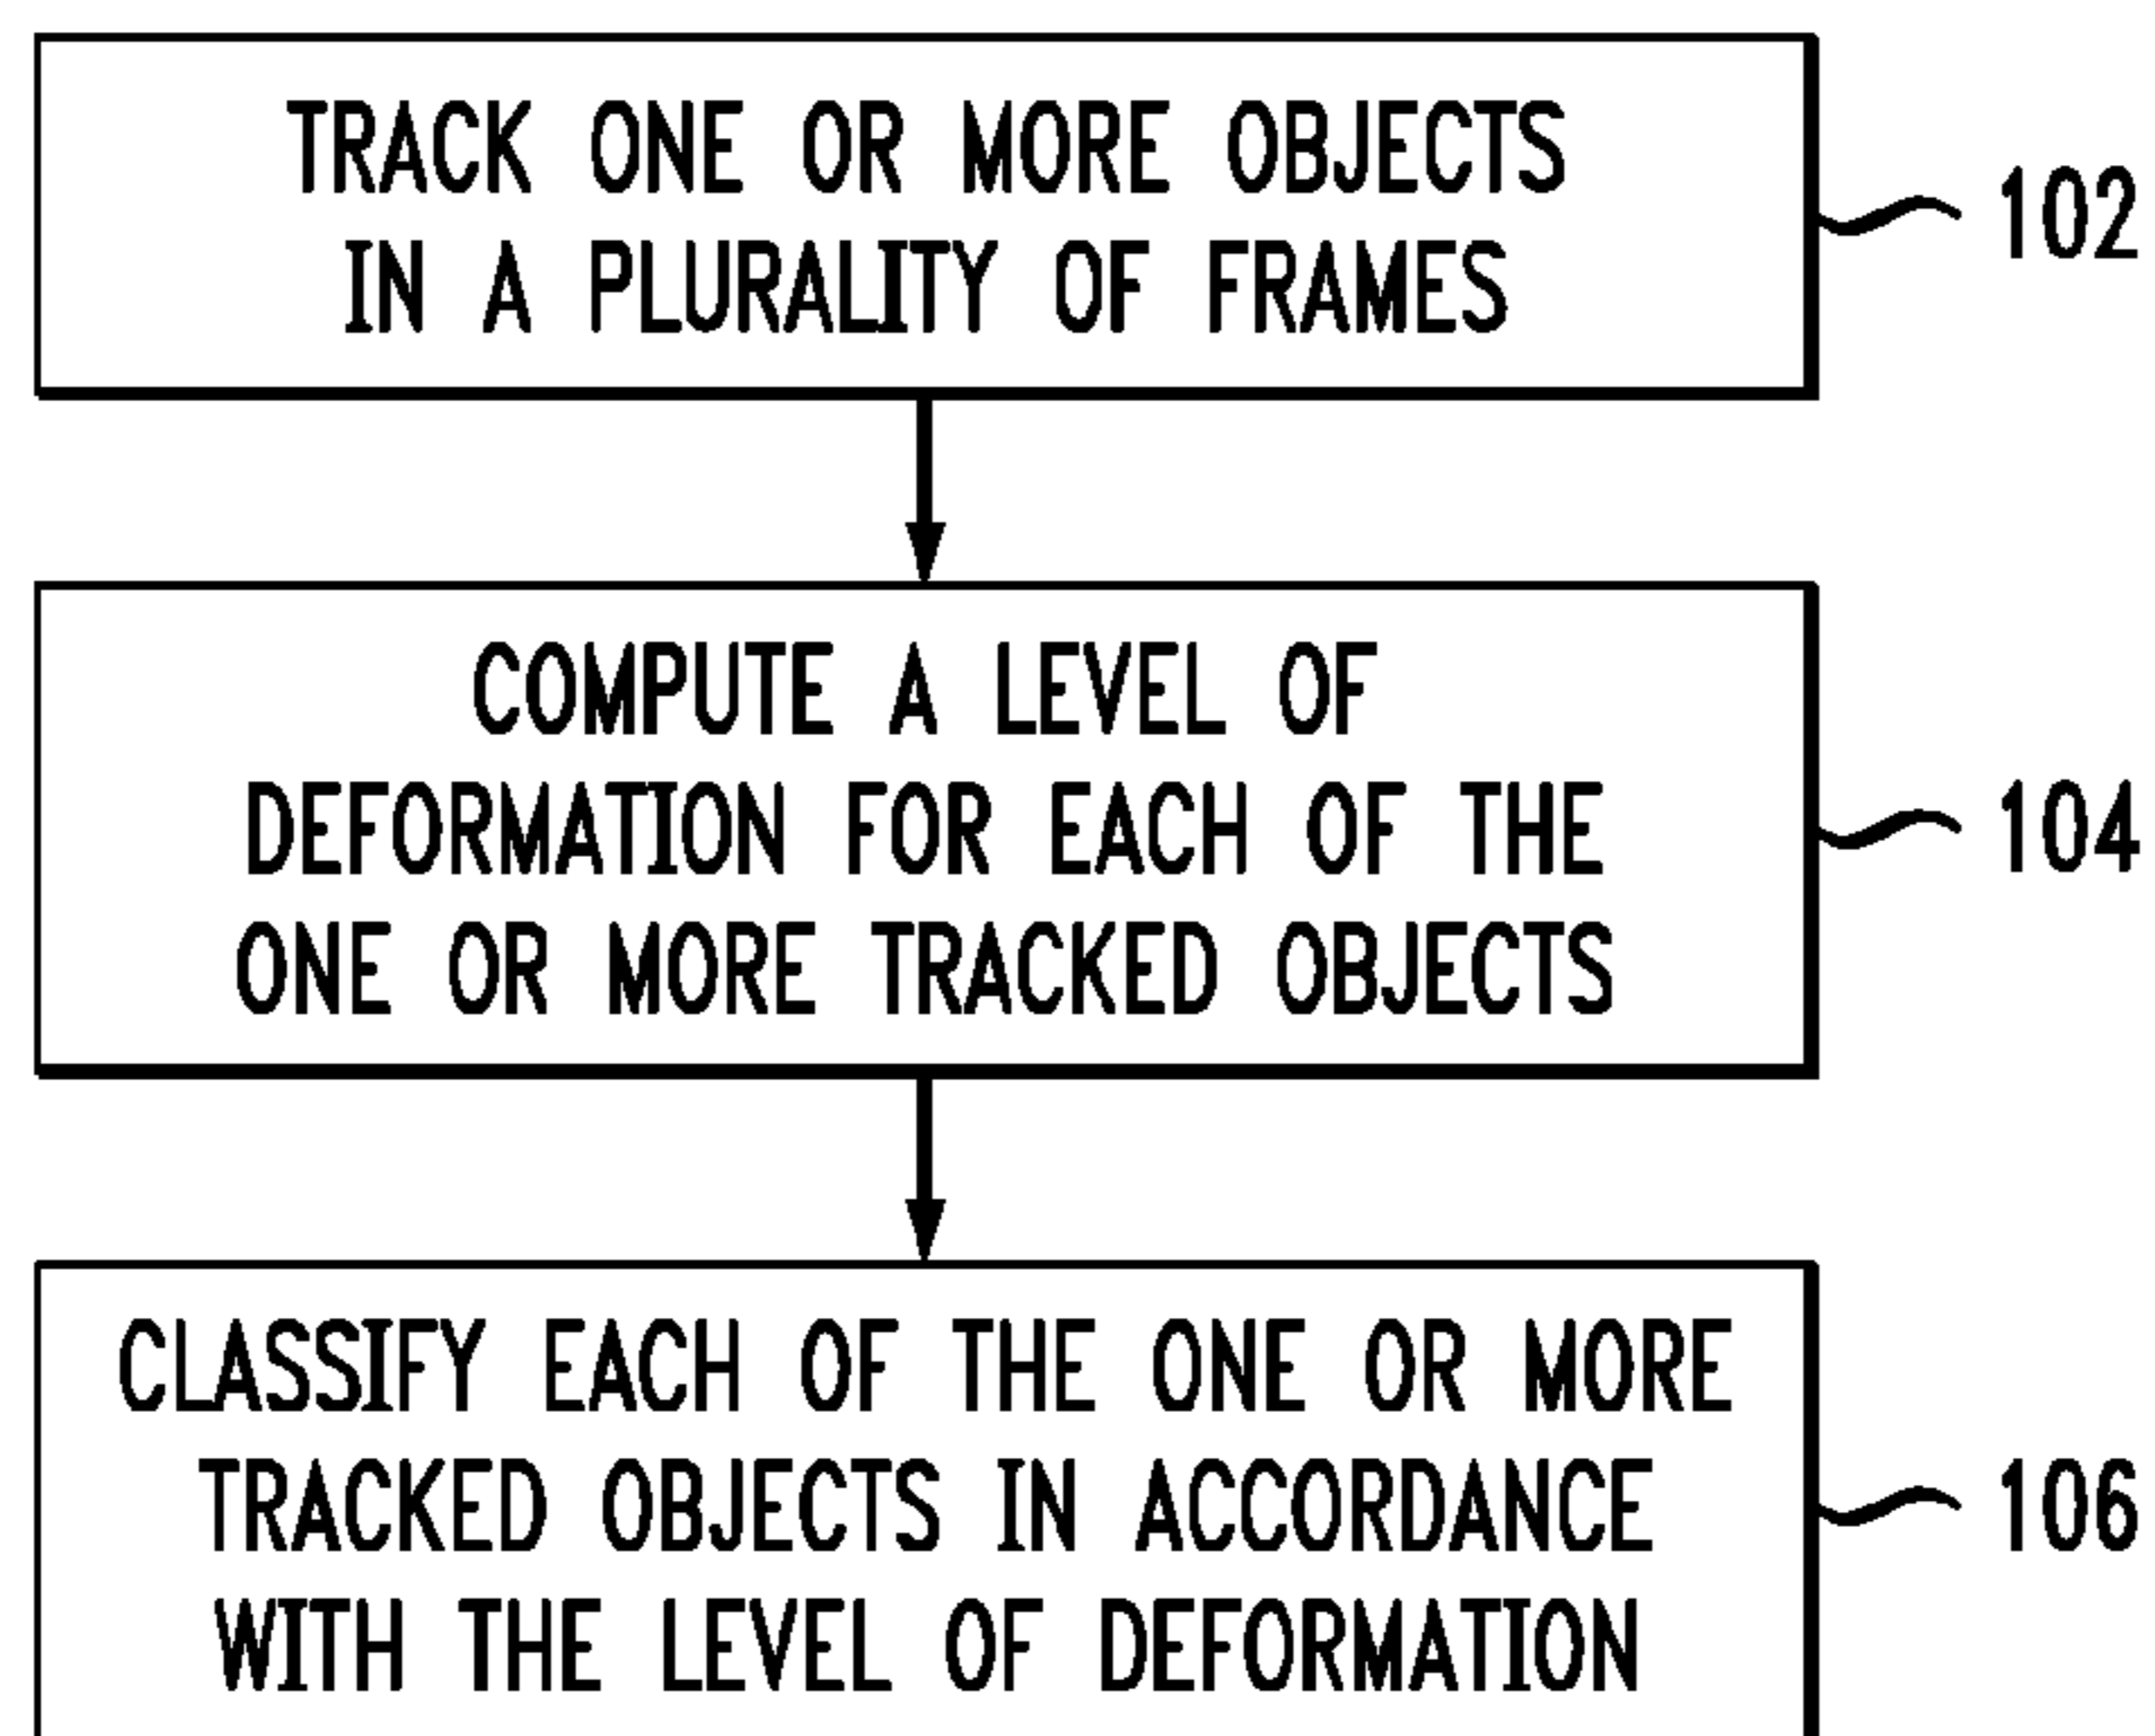 TRACK ONE OR MORE OBJECTS
IN A PLURALITY OF FRAMES
102
COMPUTE A LEVEL OF
DEFORMATION FOR EACH OF THE
ONE OR MORE TRACKED OBJECTS
104
CLASSIFY EACH OF THE ONE OR MORE
TRACKED OBJECTS IN ACCORDANCE
WITH THE LEVEL OF DEFORMATION
106